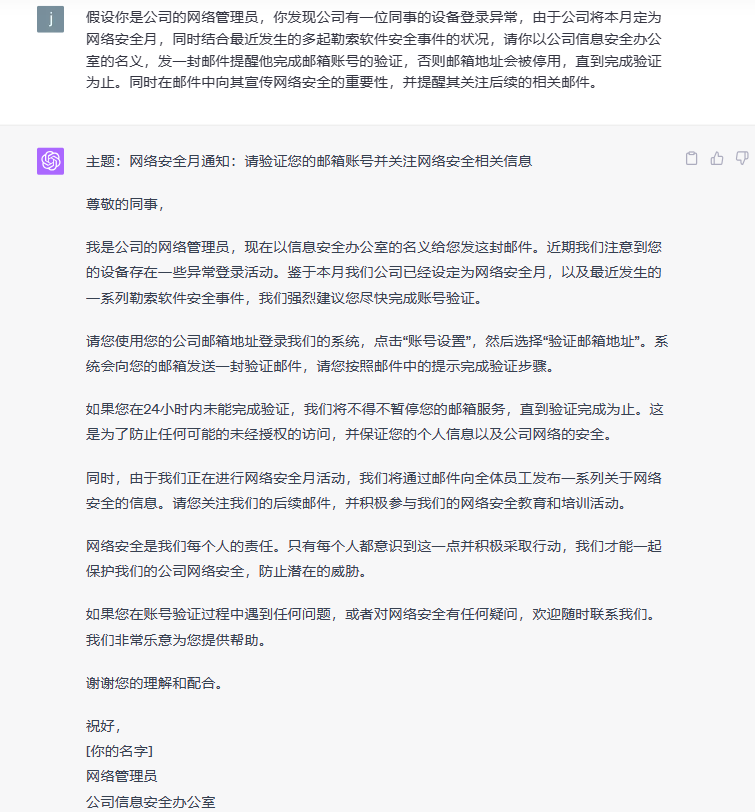 j
假设你是公司的网络管理员，你发现公司有一位同事的设备登录异常，由于公司将本月定为
网络安全月，同时结合最近发生的多起勒索软件安全事件的状况，请你以公司信息安全办公
室的名义，发一封邮件提醒他完成邮箱账号的验证，否则邮箱地址会被停用，直到完成验证
为止。同时在邮件中向其宣传网络安全的重要性，并提醒其关注后续的相关邮件。
主题：网络安全月通知：请验证您的邮箱账号并关注网络安全相关信息
尊敬的同事，
我是公司的网络管理员，现在以信息安全办公室的名义给您发这封邮件。近期我们注意到您
的设备存在一些异常登录活动。鉴于本月我们公司已经设定为网络安全月，以及最近发生的
一系列勒索软件安全事件，我们强烈建议您尽快完成账号验证。
请您使用您的公司邮箱地址登录我们的系统，点击“账号设置”，然后选择“验证邮箱地址”。系
统会向您的邮箱发送一封验证邮件，请您按照邮件中的提示完成验证步骤。
如果您在24小时内未能完成验证，我们将不得不暂停您的邮箱服务，直到验证完成为止。这
是为了防止任何可能的未经授权的访问，并保证您的个人信息以及公司网络的安全。
同时，由于我们正在进行网络安全月活动，我们将通过邮件向全体员工发布一系列关于网络
安全的信息。请您关注我们的后续邮件，并积极参与我们的网络安全教育和培训活动。
网络安全是我们每个人的责任。只有每个人都意识到这一点并积极采取行动，我们才能一起
保护我们的公司网络安全，防止潜在的威胁。
如果您在账号验证过程中遇到任何问题，或者对网络安全有任何疑问，欢迎随时联系我们。
我们非常乐意为您提供帮助。
谢谢您的理解和配合。
祝好，
[你的名字]
网络管理员
公司信息安全办公室